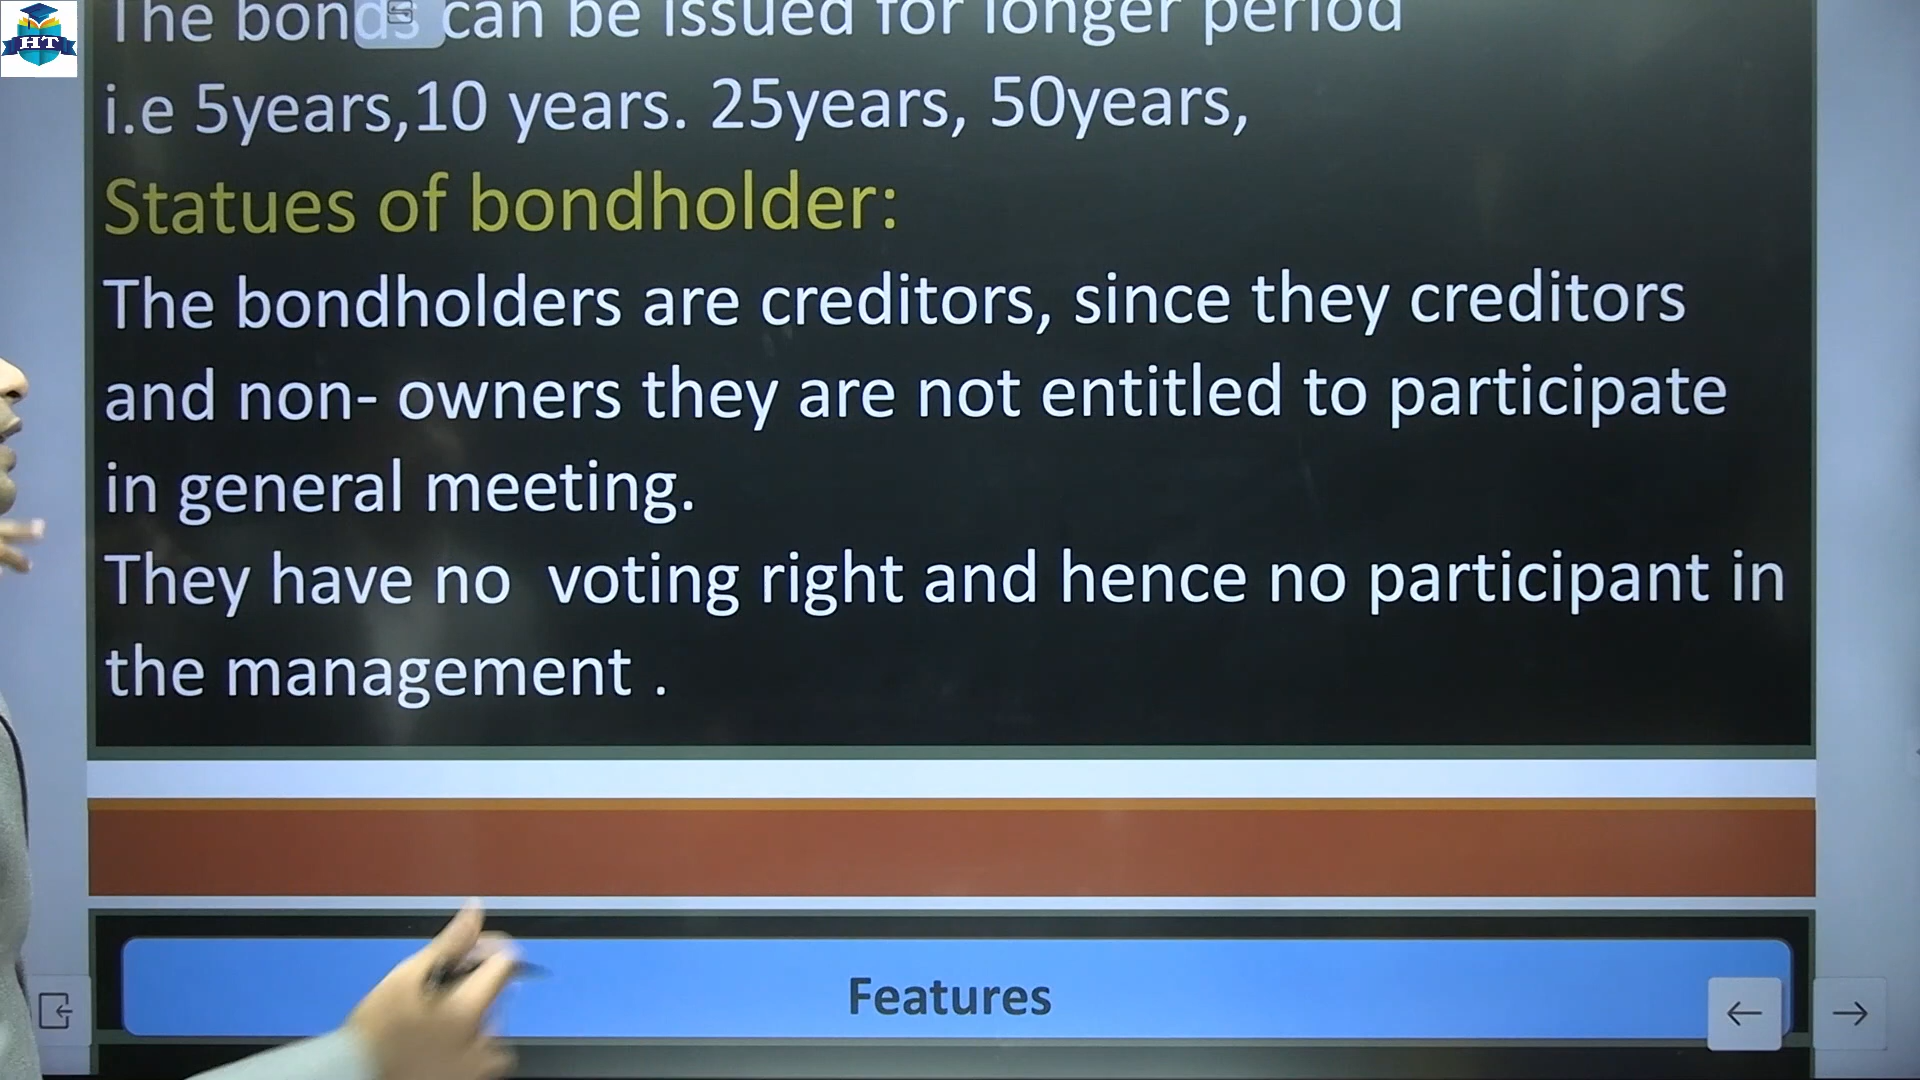 HT
The bonds can be issued for longer period
i.e 5years,10 years. 25years, 50years,
Statues of bondholder:
The bondholders are creditors, since they creditors
and non- owners they are not entitled to participate
in general meeting.
They have no  voting right and hence no participant in
the management .
Features